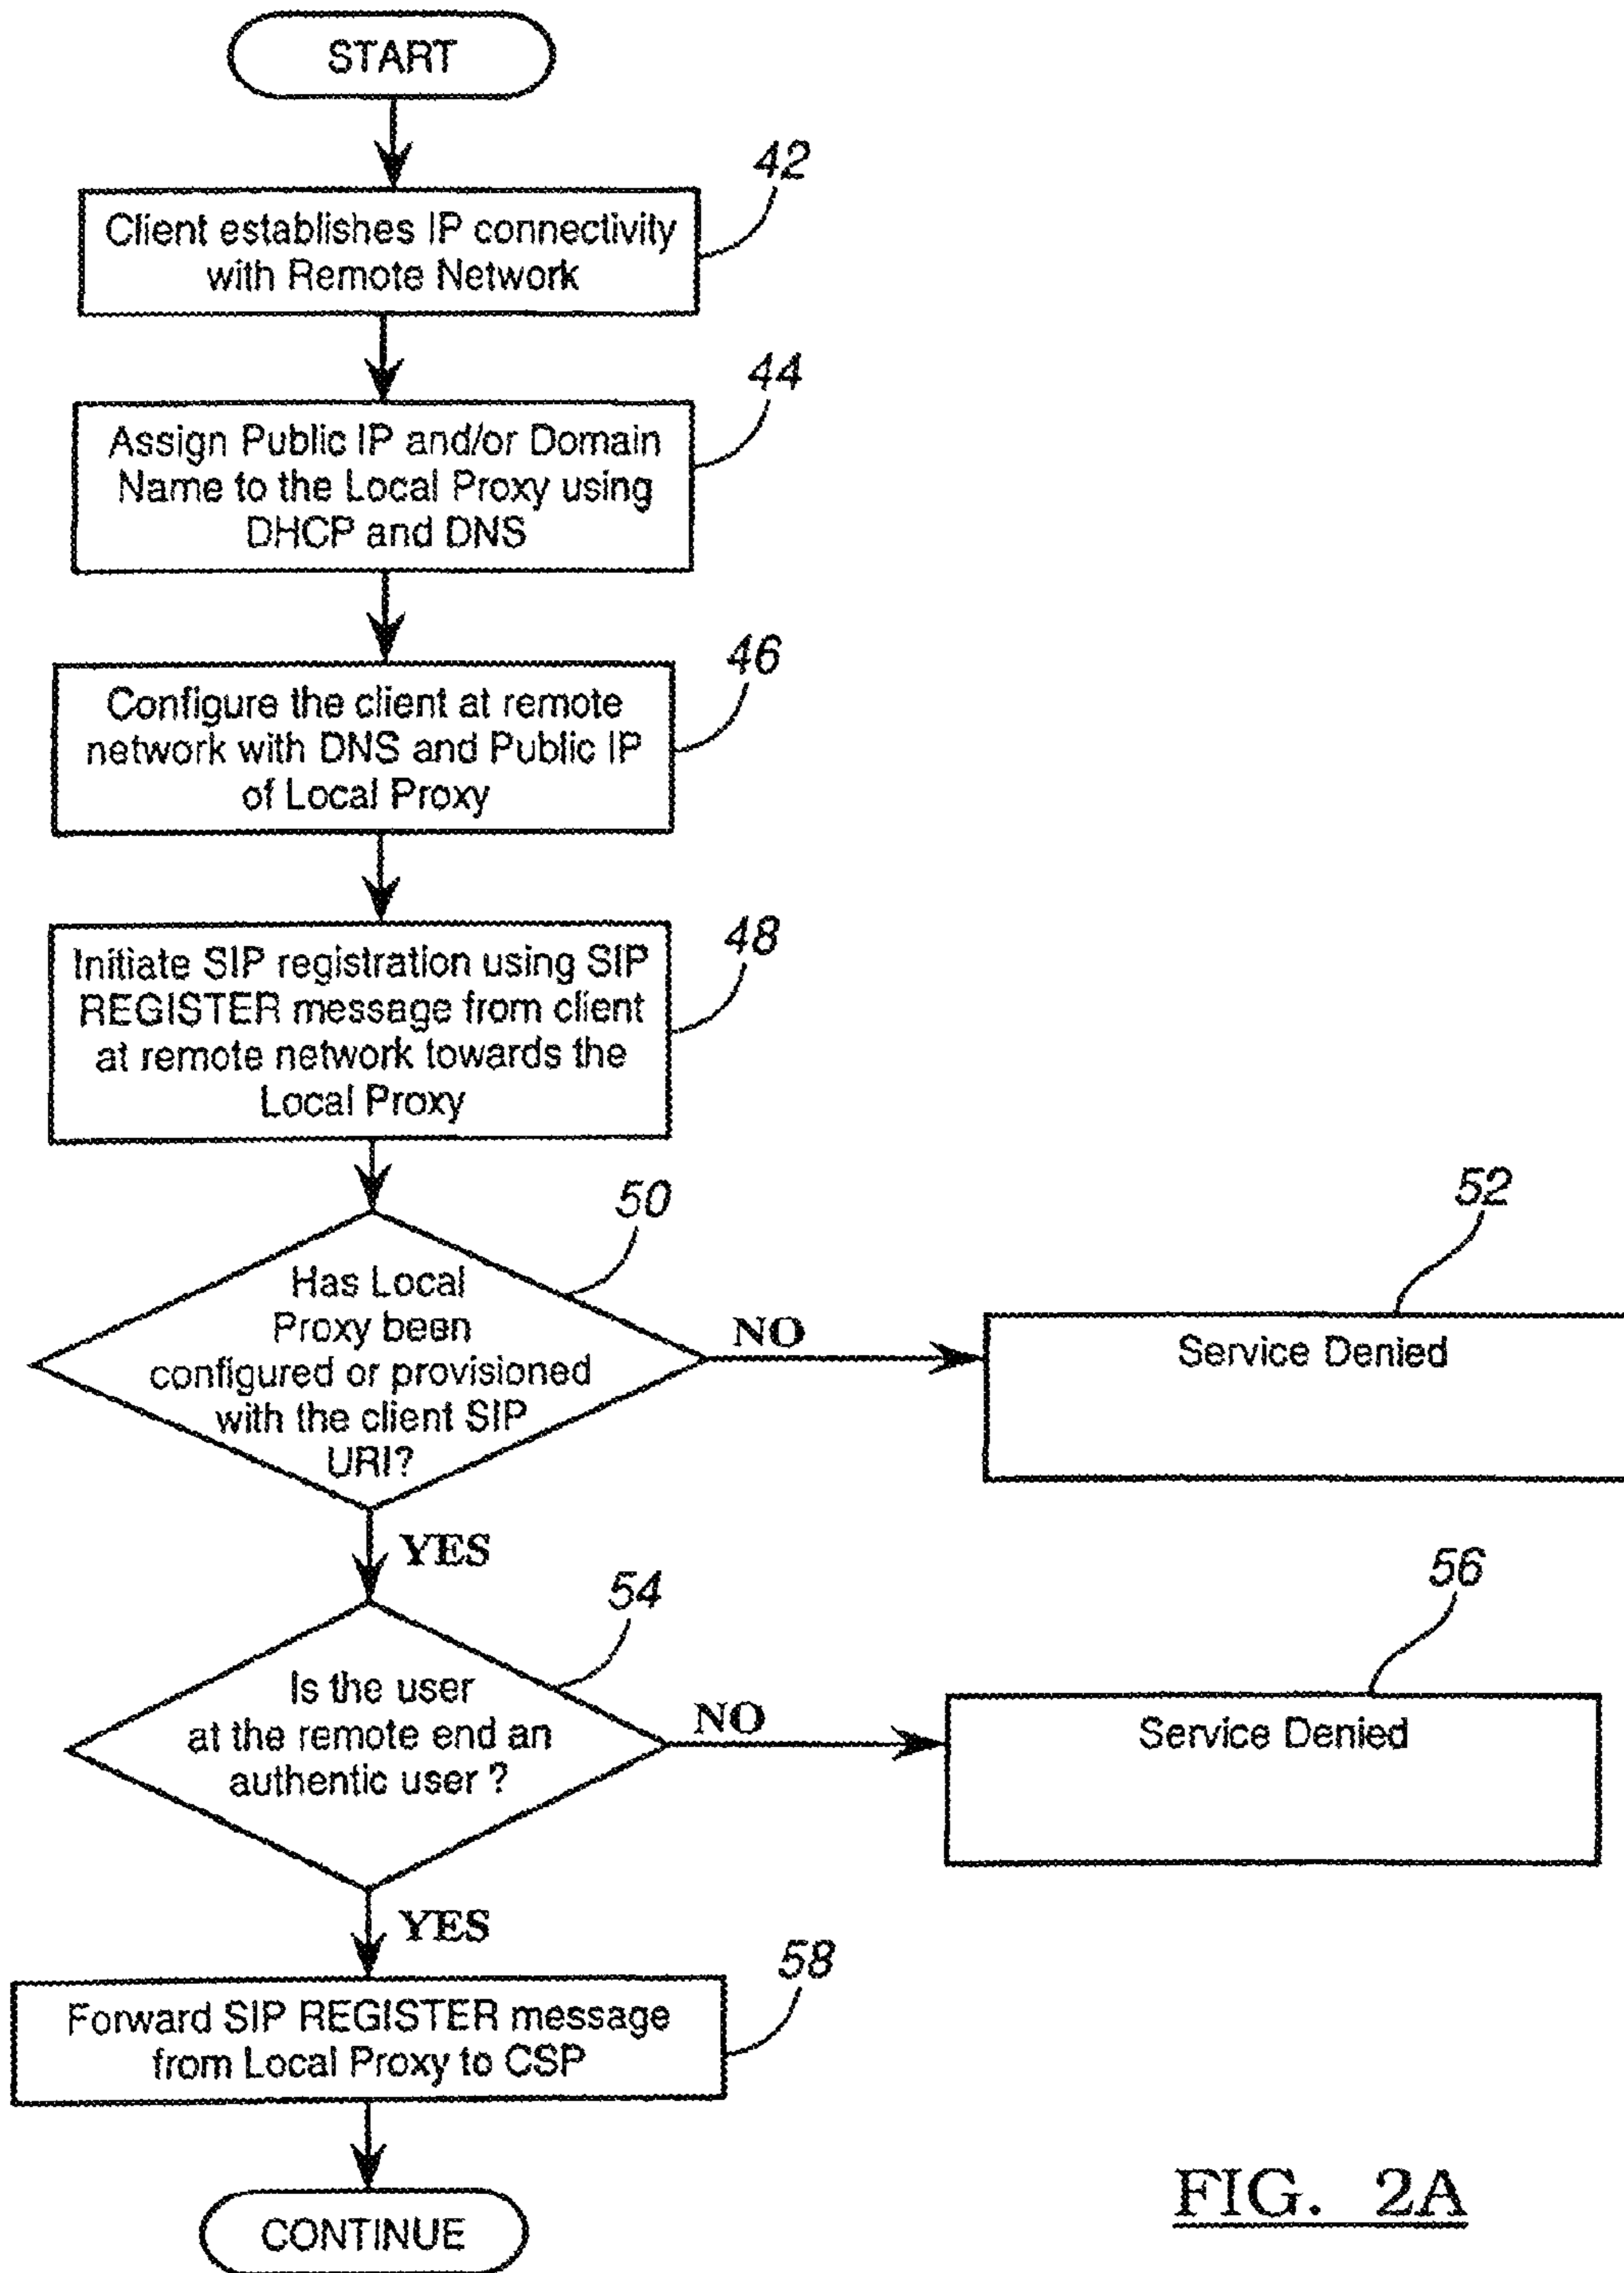 START
42
Client establishes IP connectivity
with Remote Network
44
Assign Public IP and/or Domain
Name to the Local Proxy using
DHCP and DNS
46
Configure the client at remote
network with DNS and Public IP
of Local Proxy
48
Initiate SIP registration using SIP
REGISTER message from client
at remote network towards the
Local Proxy
50
Has Local
Proxy been
configured or provisioned
with the client SIP
URI?
NO
52
Service Denied
YES
54
Is the user
at the remote end an
authentic user ?
NO
56
Service Denied
YES
58
Forward SIP REGISTER message
from Local Proxy to CSP
CONTINUE
FIG. 2A